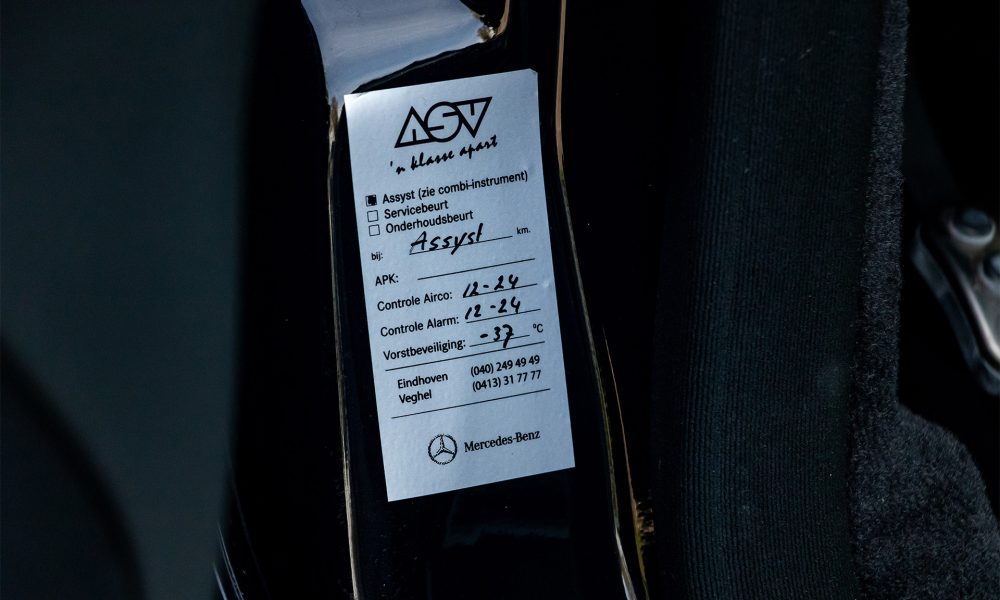 ASV
'n klasse apart
Assyst (zie combi-instrument)
Servicebeurt
Onderhoudsbeurt
bij: Assyst km.
APK:
Controle Airco: 12-24
Controle Alarm: 12-24
Vorstbeveiliging: -37 °C
Eindhoven (040) 249 49 49
Veghel (0413) 31 77 77
Mercedes-Benz